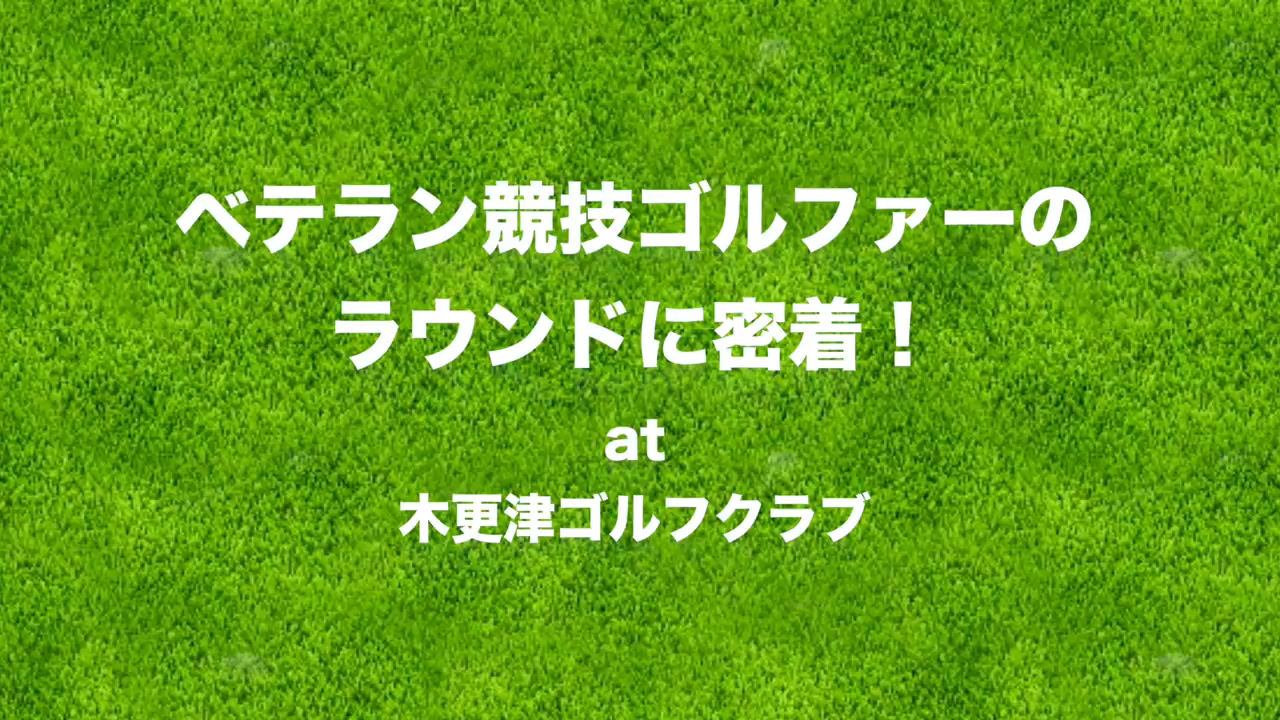 ベテラン競技ゴルファーの
ラウンドに密着！
at
木更津ゴルフクラブ